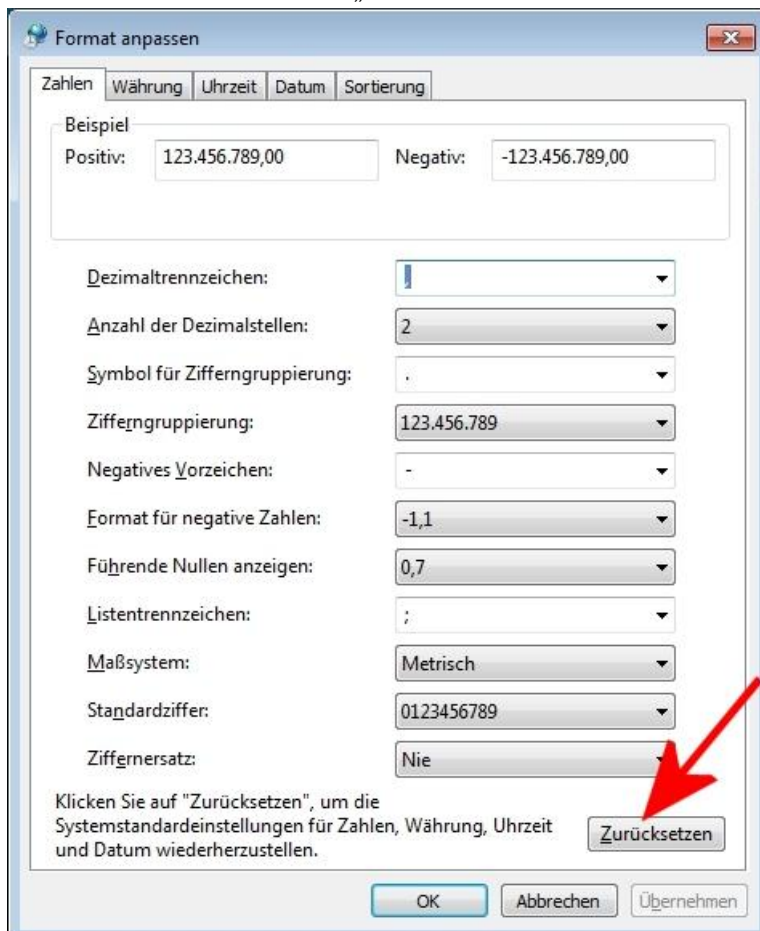 „
Format anpassen
Zahlen Währung Uhrzeit Datum Sortierung
Beispiel
Positiv: 123.456.789,00 Negativ: -123.456.789,00
Dezimaltrennzeichen: ,
Anzahl der Dezimalstellen: 2
Symbol für Zifferngruppierung: .
Zifferngruppierung: 123.456.789
Negatives Vorzeichen: -
Format für negative Zahlen: -1,1
Führende Nullen anzeigen: 0,7
Listentrennzeichen: ;
Maßsystem: Metrisch
Standardziffer: 0123456789
Ziffernersatz: Nie
Klicken Sie auf "Zurücksetzen", um die
Systemstandardeinstellungen für Zahlen, Währung, Uhrzeit
und Datum wiederherzustellen.
Zurücksetzen
OK Abbrechen Übernehmen